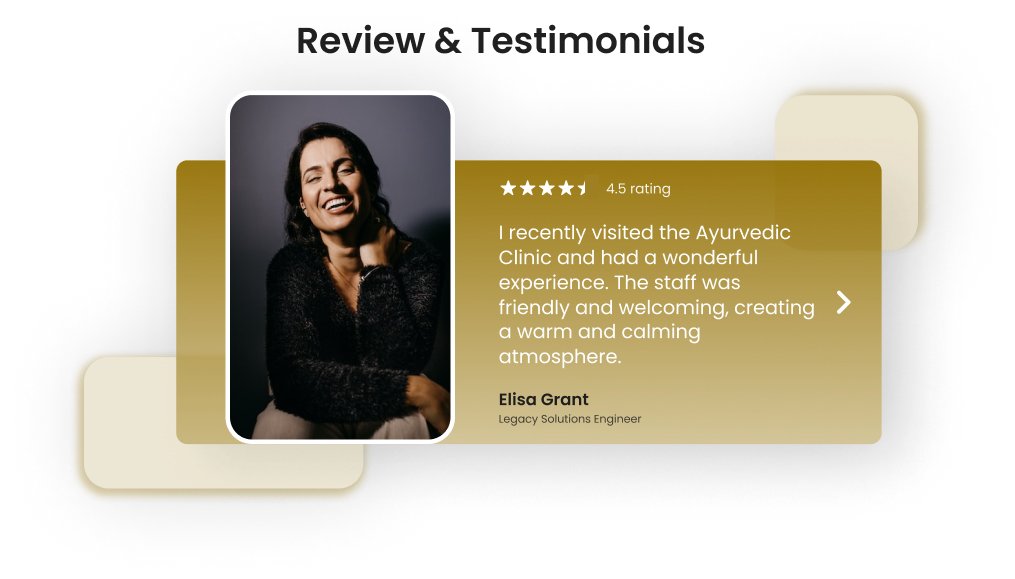 Review & Testimonials
4.5 rating
I recently visited the Ayurvedic
Clinic and had a wonderful
experience. The staff was
friendly and welcoming, creating
a warm and calming
atmosphere.
Elisa Grant
Legacy Solutions Engineer